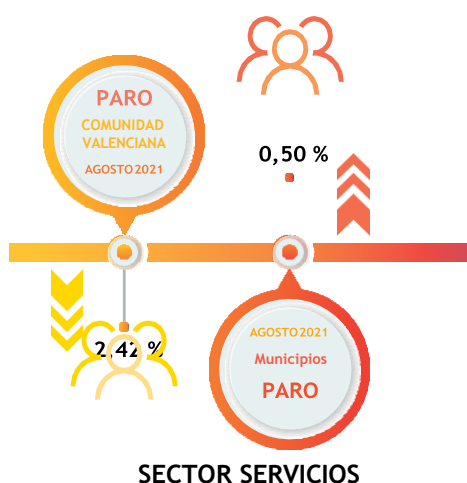 PARO
COMUNIDAD
VALENCIANA
AGOSTO 2021
0,50 %
2,42 %
AGOSTO 2021
Municipios
PARO
SECTOR SERVICIOS